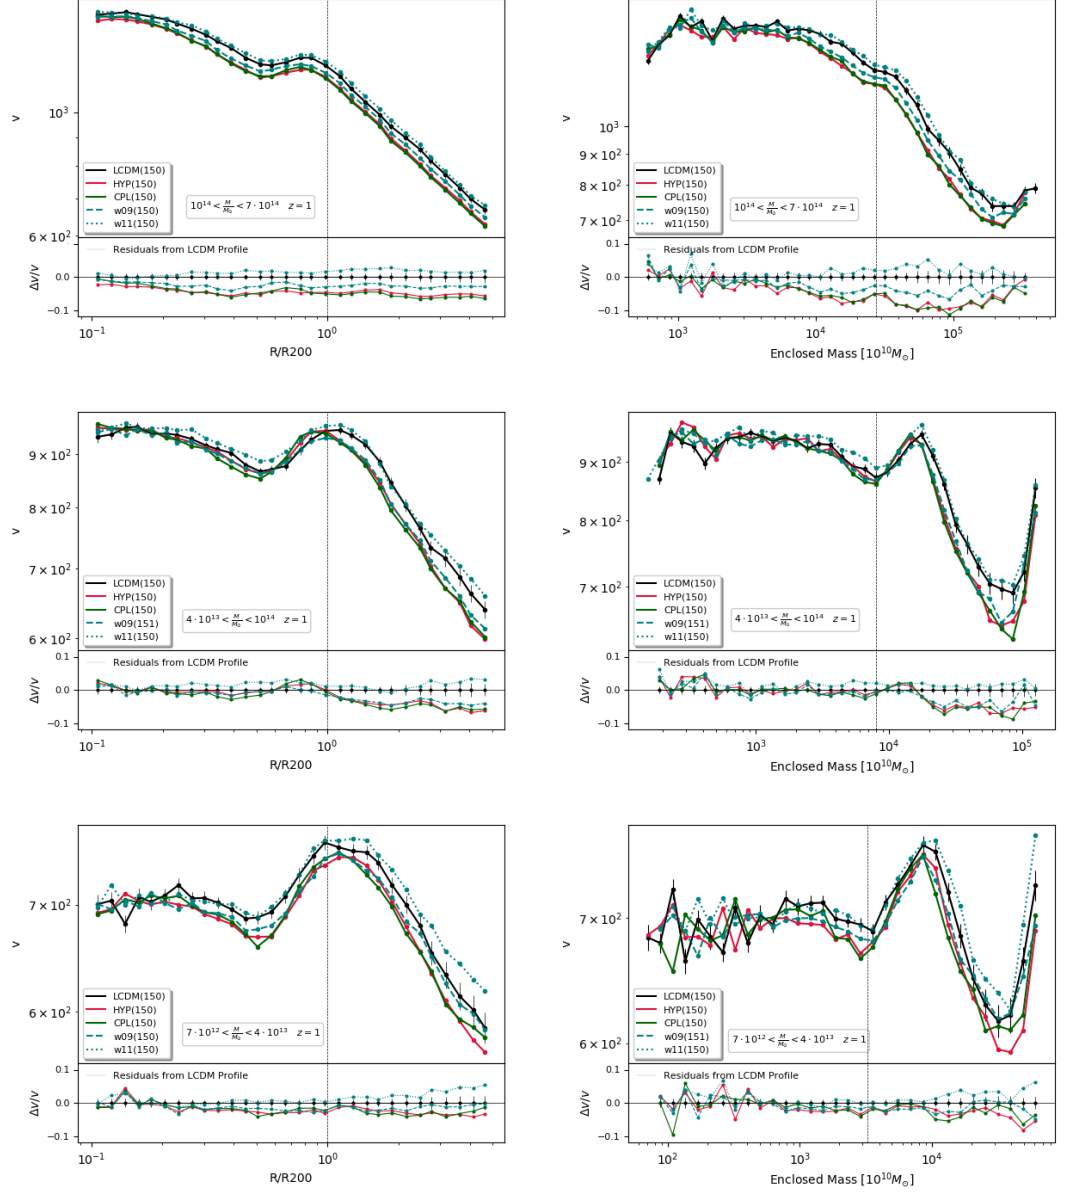 v
10³
6 × 10²
LCDM(150)
HYP(150)
CPL(150)
w09(150)
w11(150)
10¹⁴ < M/M₀ < 7 · 10¹⁴ z = 1
Residuals from LCDM Profile
Δv/v
0.0
−0.1
10⁻¹
10⁰
R/R200
v
10³
9 × 10²
8 × 10²
7 × 10²
LCDM(150)
HYP(150)
CPL(150)
w09(150)
w11(150)
10¹⁴ < M/M₀ < 7 · 10¹⁴ z = 1
Residuals from LCDM Profile
Δv/v
0.1
0.0
−0.1
10³
10⁴
10⁵
Enclosed Mass [10¹⁰M☉]
v
9 × 10²
8 × 10²
7 × 10²
6 × 10²
LCDM(150)
HYP(150)
CPL(150)
w09(151)
w11(150)
4 · 10¹³ < M/M₀ < 10¹⁴ z = 1
Residuals from LCDM Profile
Δv/v
0.1
0.0
−0.1
10⁻¹
10⁰
R/R200
v
9 × 10²
8 × 10²
7 × 10²
LCDM(150)
HYP(150)
CPL(150)
w09(151)
w11(150)
4 · 10¹³ < M/M₀ < 10¹⁴ z = 1
Residuals from LCDM Profile
Δv/v
0.1
0.0
−0.1
10³
10⁴
10⁵
Enclosed Mass [10¹⁰M☉]
v
7 × 10²
6 × 10²
LCDM(150)
HYP(150)
CPL(150)
w09(150)
w11(150)
7 · 10¹² < M/M₀ < 4 · 10¹³ z = 1
Residuals from LCDM Profile
Δv/v
0.1
0.0
−0.1
10⁻¹
10⁰
R/R200
v
7 × 10²
6 × 10²
LCDM(150)
HYP(150)
CPL(150)
w09(151)
w11(150)
7 · 10¹² < M/M₀ < 4 · 10¹³ z = 1
Residuals from LCDM Profile
Δv/v
0.1
0.0
−0.1
10²
10³
10⁴
Enclosed Mass [10¹⁰M☉]